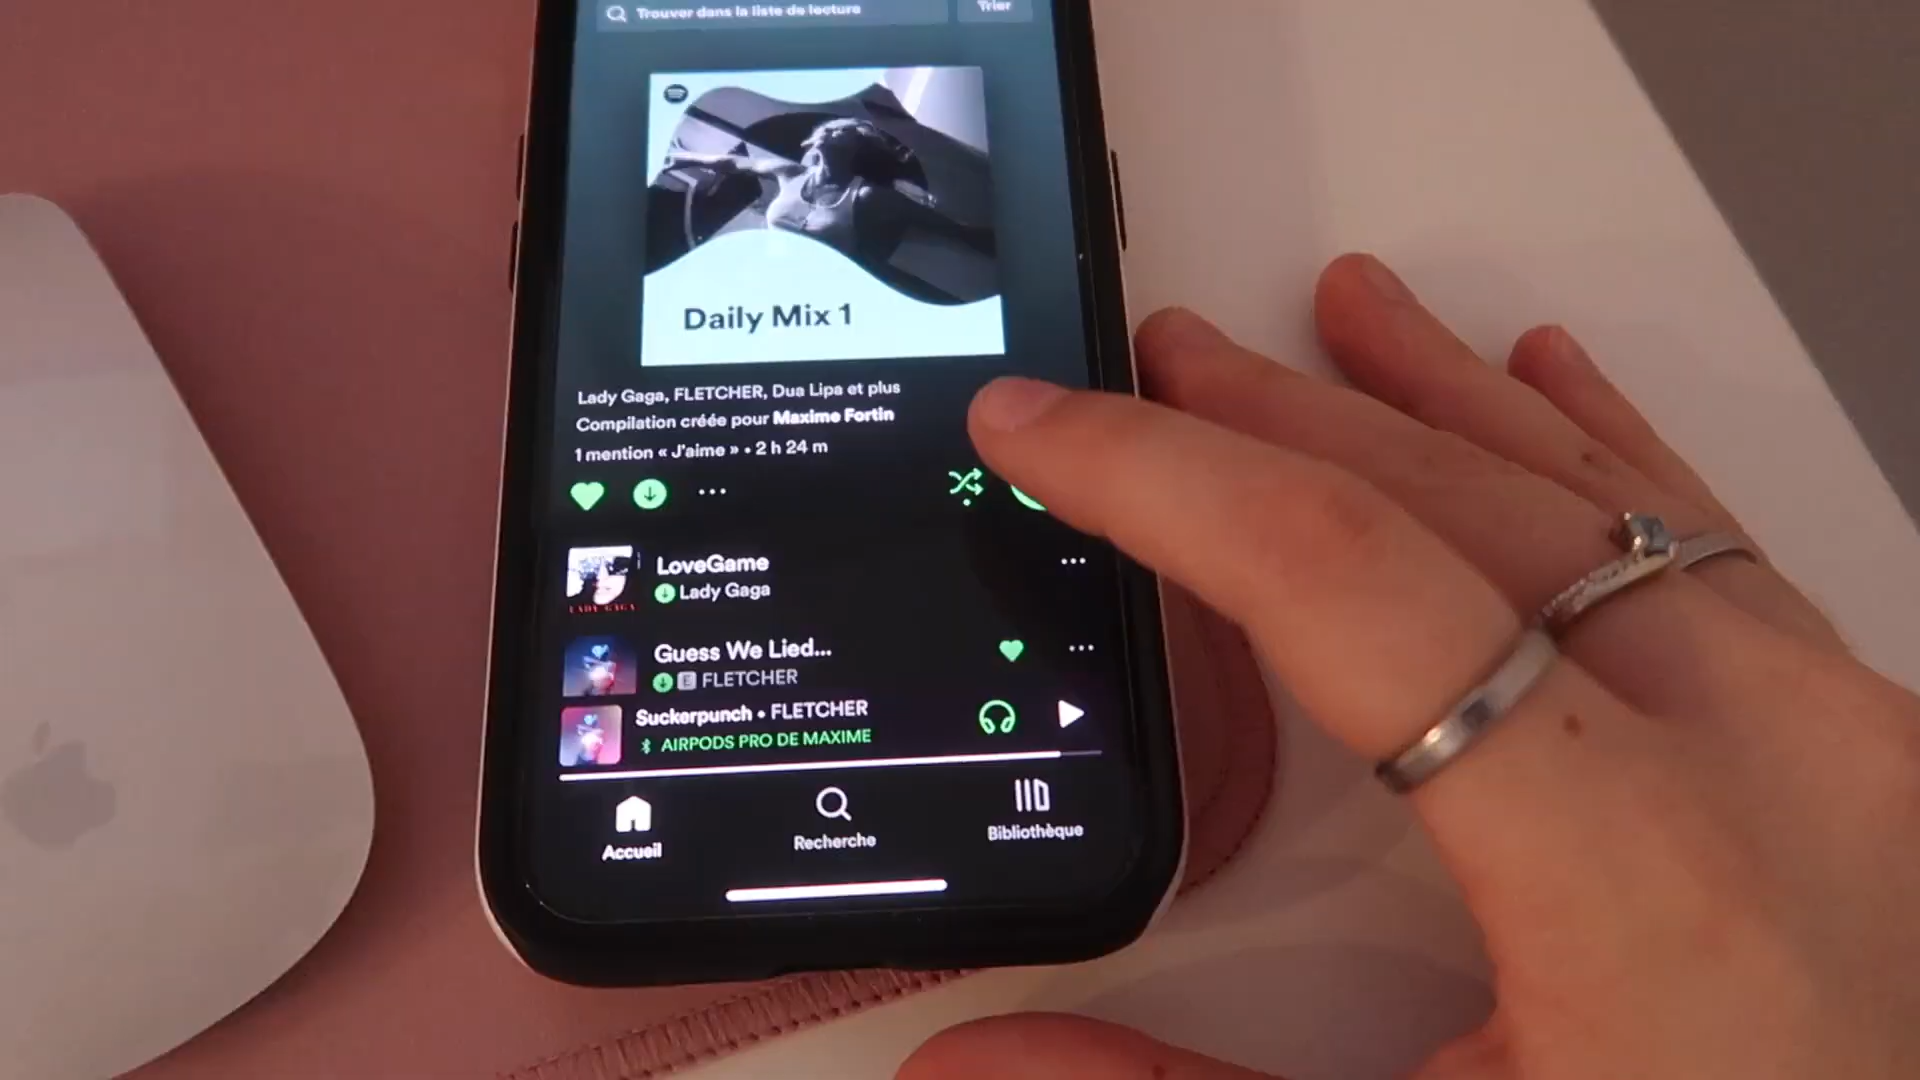 Trouver dans la liste de lecture
Trier
Daily Mix 1
Lady Gaga, FLETCHER, Dua Lipa et plus
Compilation créée pour Maxime Fortin
1 mention « J'aime » • 2 h 24 m
LoveGame
Lady Gaga
Guess We Lied...
E FLETCHER
Suckerpunch • FLETCHER
AIRPODS PRO DE MAXIME
Accueil
Recherche
Bibliothèque
LADY GAGA